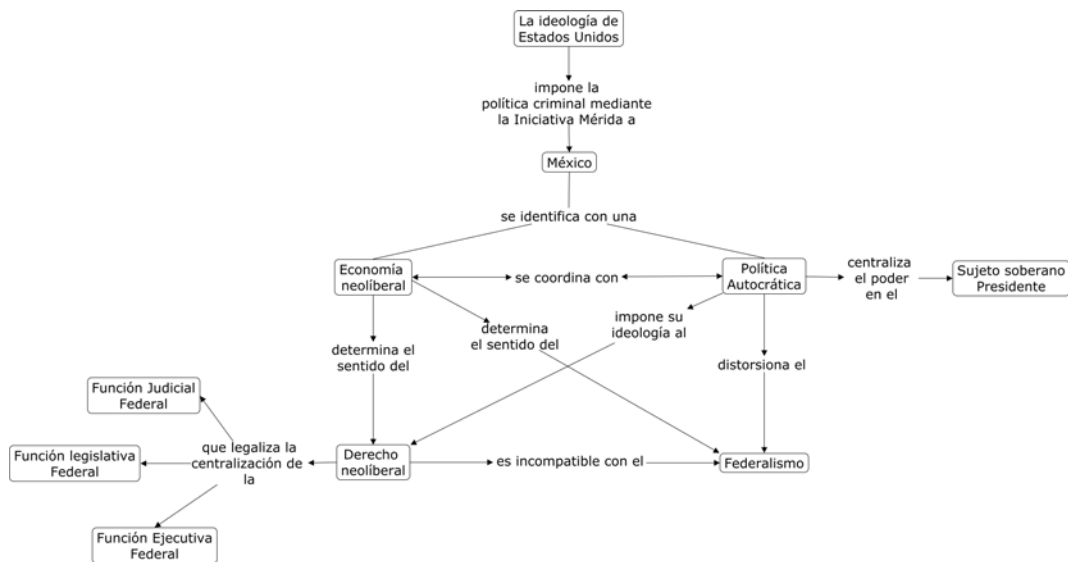 La ideología de
Estados Unidos
impone la
política criminal mediante
la Iniciativa Mérida a
México
se identifica con una
Economía
neolíberal
se coordina con
Política
Autocrática
centraliza
el poder
en el
Sujeto soberano
Presidente
determina el
sentido del
determina
el sentido del
impone su
ideología al
distorsiona el
Función Judicial
Federal
Función legislativa
Federal
Función Ejecutiva
Federal
que legaliza la
centralización de
la
Derecho
neolíberal
es incompatible con el
Federalismo